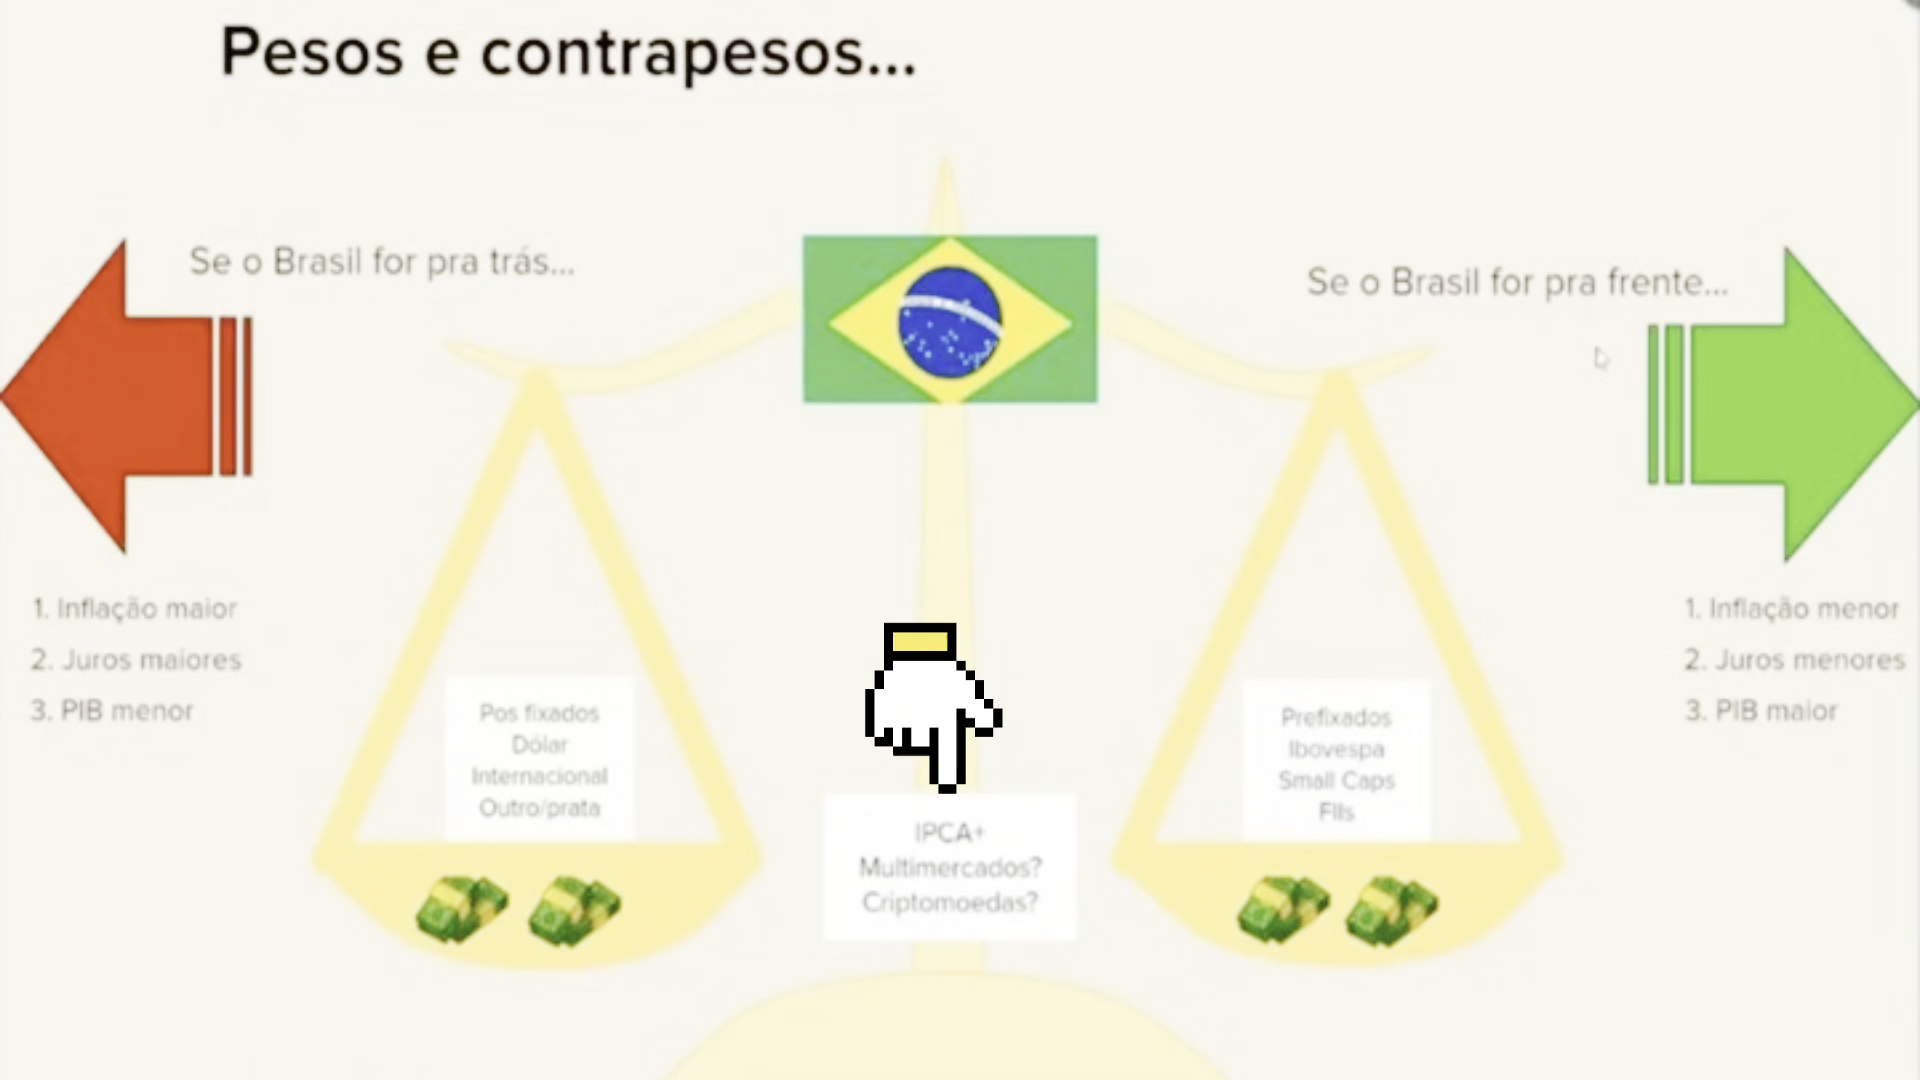 Pesos e contrapesos...
Se o Brasil for pra trás...
Se o Brasil for pra frente...
1. Inflação maior
2. Juros maiores
3. PIB menor
Pos fixados
Dólar
Internacional
Outro/prata
IPCA+
Multimercados?
Criptomoedas?
Prefixados
Ibovespa
Small Caps
FIIs
1. Inflação menor
2. Juros menores
3. PIB maior